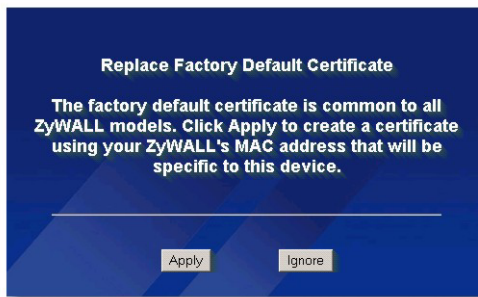 Replace Factory Default Certificate
The factory default certificate is common to all
ZyWALL models. Click Apply to create a certificate
using your ZyWALL's MAC address that will be
specific to this device.
Apply Ignore